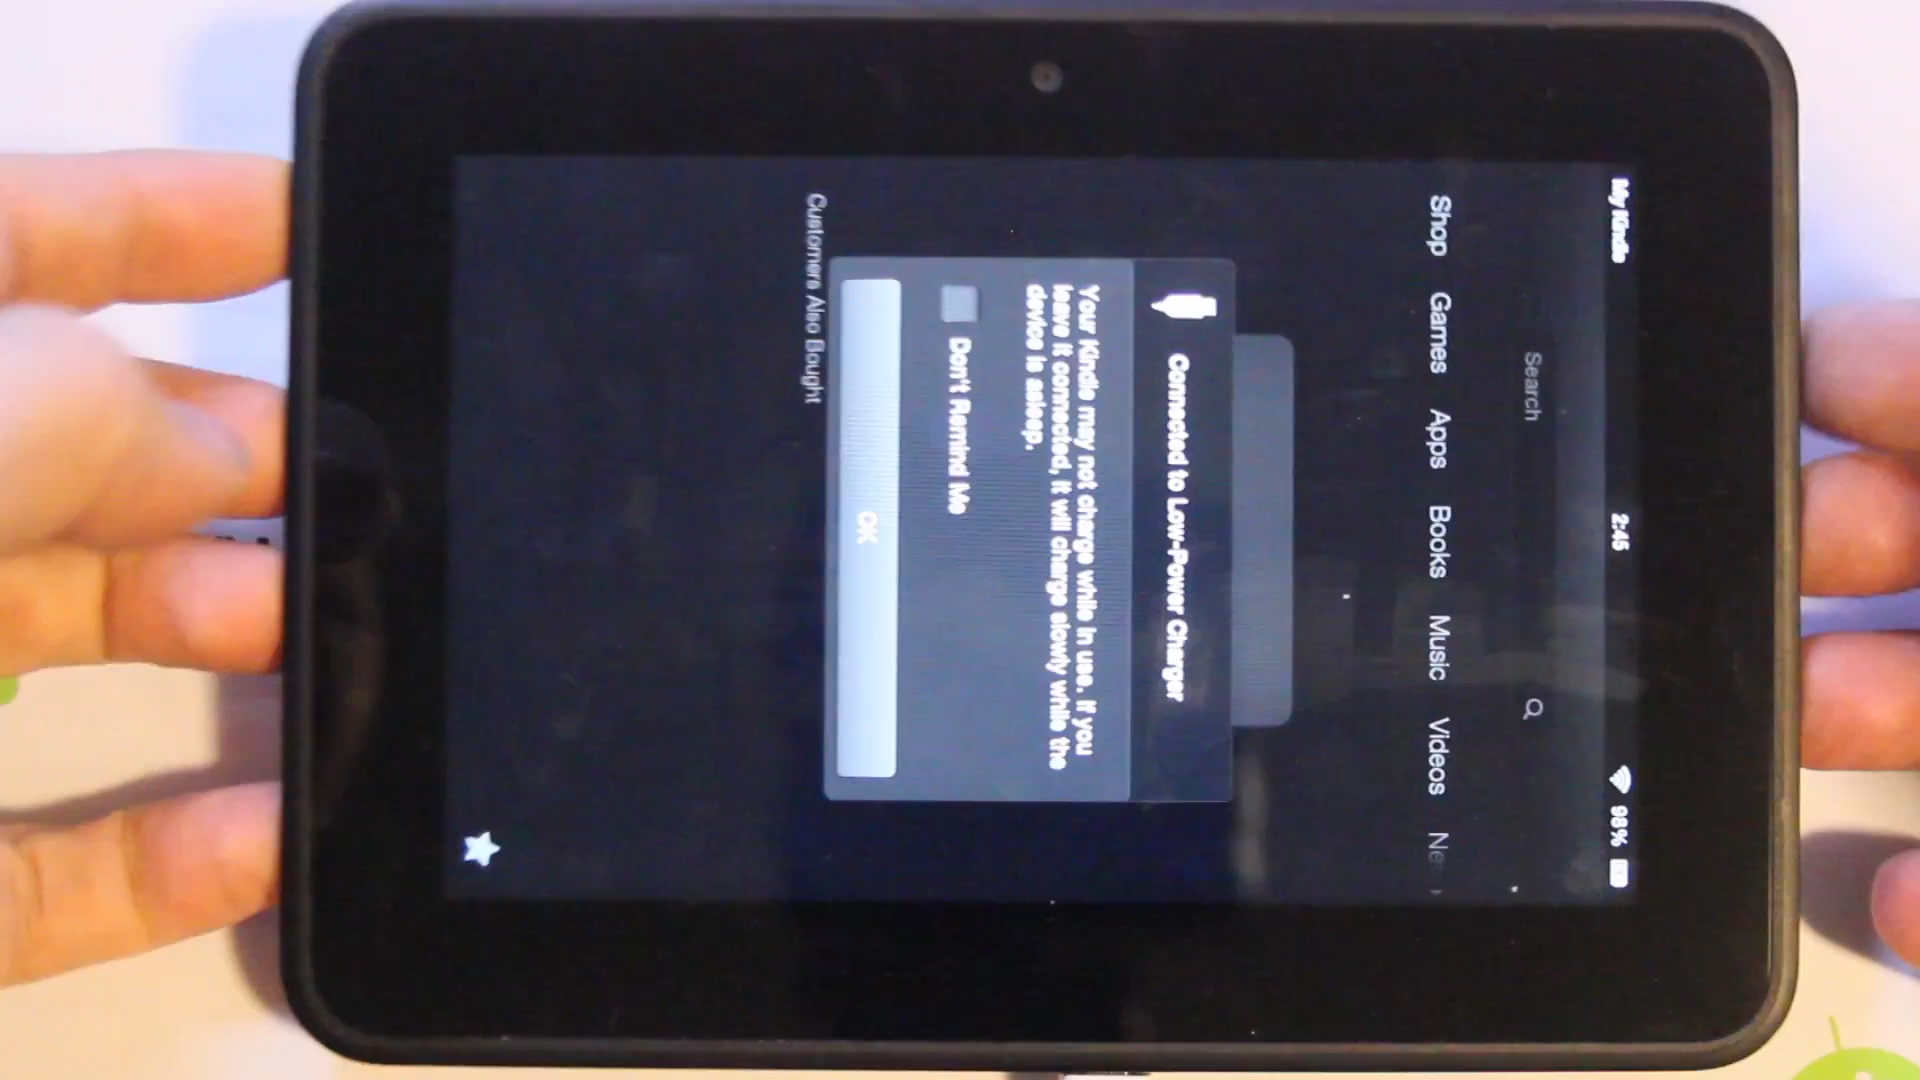 My Kindle 2:45 98%
Search
Shop Games Apps Books Music Videos Ne
Connected to Low-Power Charger
Your Kindle may not charge while in use. If you
leave it connected, it will charge slowly while the
device is asleep.
Don't Remind Me
OK
Customers Also Bought